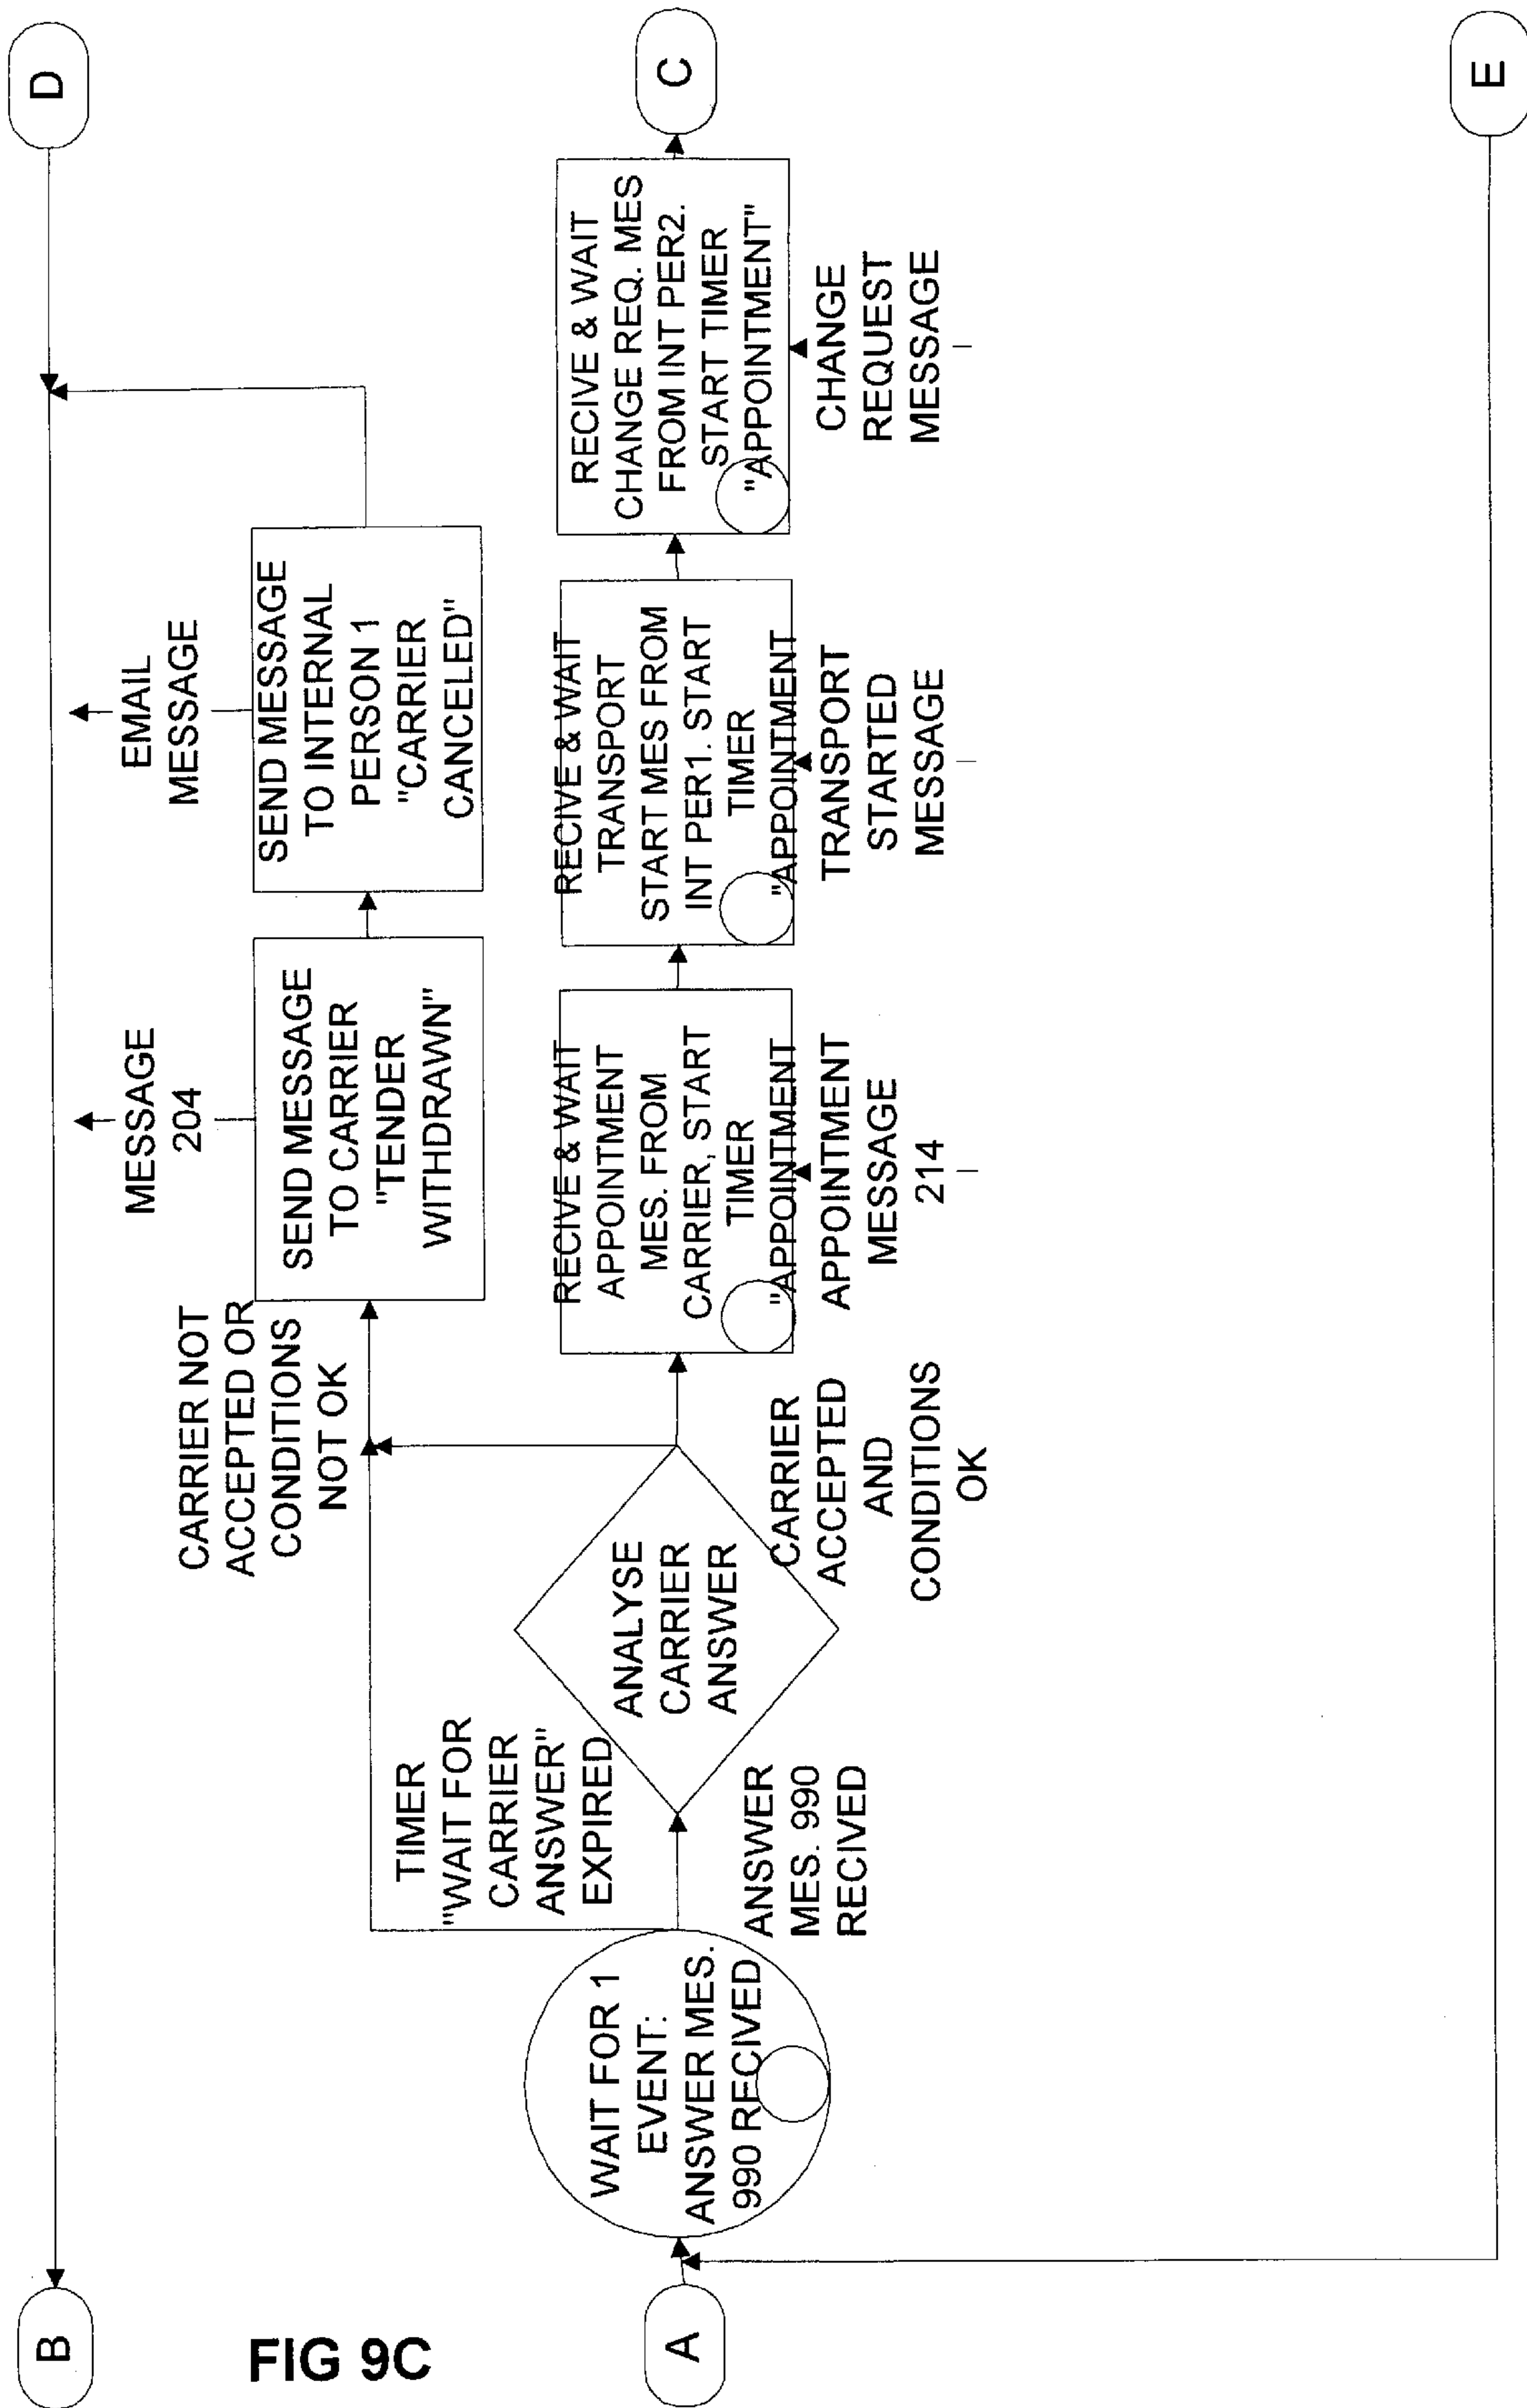 D
B
EMAIL
MESSAGE
MESSAGE
204
SEND MESSAGE
TO INTERNAL
PERSON 1
"CARRIER
CANCELED"
SEND MESSAGE
TO CARRIER
"TENDER
WITHDRAWN"
CARRIER NOT
ACCEPTED OR
CONDITIONS
NOT OK
TIMER
"WAIT FOR
CARRIER
ANSWER"
EXPIRED
A
WAIT FOR 1
EVENT:
ANSWER MES.
990 RECIVED
ANSWER
MES. 990
RECIVED
ANALYSE
CARRIER
ANSWER
CARRIER
ACCEPTED
AND
CONDITIONS
OK
RECIVE & WAIT
APPOINTMENT
MES. FROM
CARRIER, START
TIMER
"APPOINTMENT
APPOINTMENT
MESSAGE
214
RECIVE & WAIT
TRANSPORT
START MES FROM
INT PER1. START
TIMER
"APPOINTMENT
TRANSPORT
STARTED
MESSAGE
RECIVE & WAIT
CHANGE REQ. MES
FROM INT PER2.
START TIMER
"APPOINTMENT"
CHANGE
REQUEST
MESSAGE
C
E
FIG 9C